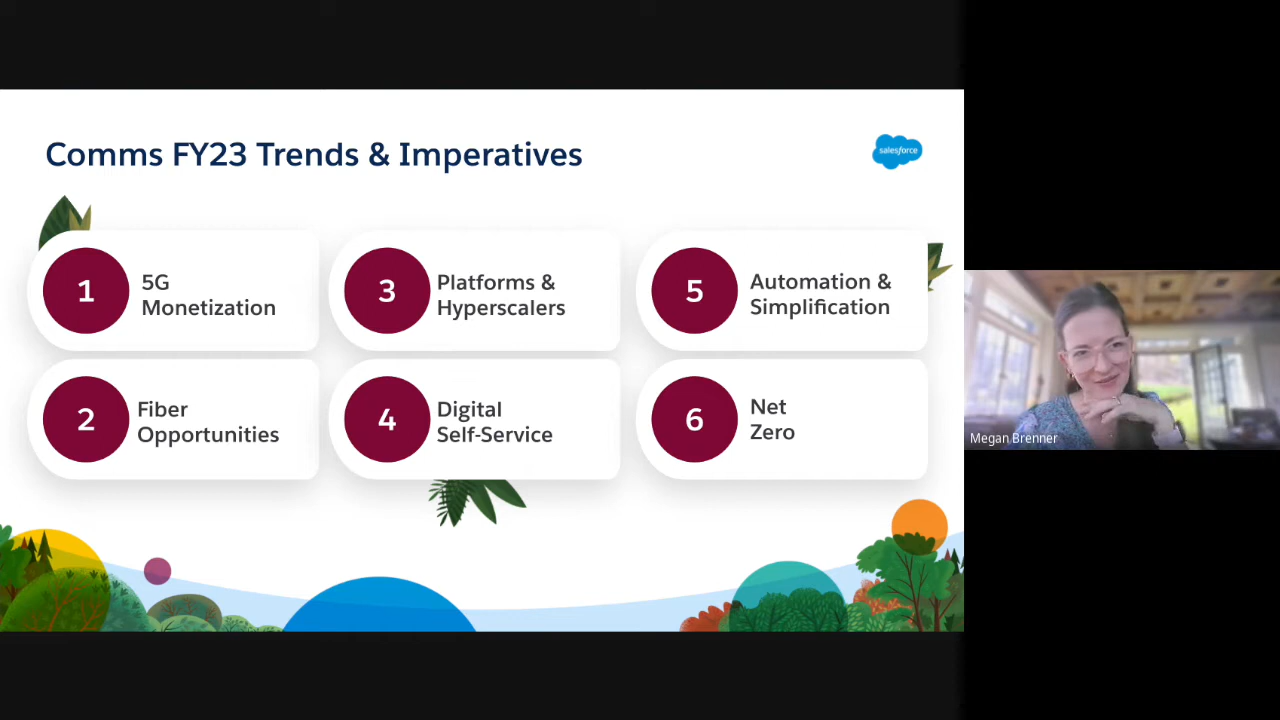 Comms FY23 Trends & Imperatives
salesforce
1
5G
Monetization
3
Platforms &
Hyperscalers
5
Automation &
Simplification
2
Fiber
Opportunities
4
Digital
Self-Service
6
Net
Zero
Megan Brenner